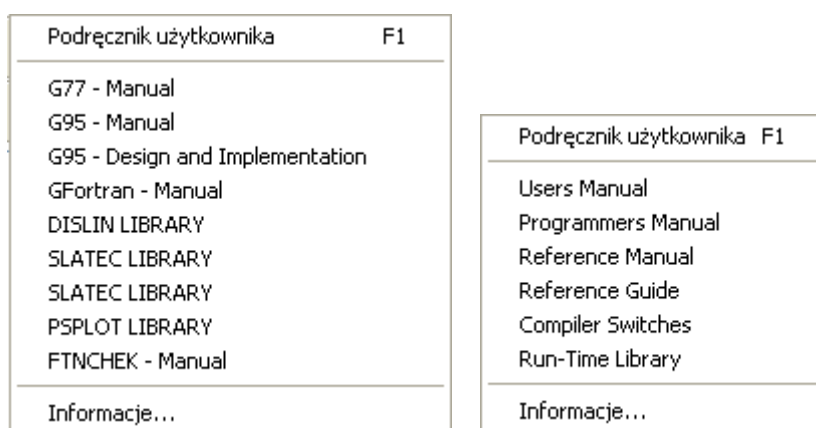 Podręcznik użytkownika F1
G77 - Manual
G95 - Manual
G95 - Design and Implementation
GFortran - Manual
DISLIN LIBRARY
SLATEC LIBRARY
SLATEC LIBRARY
PSPLOT LIBRARY
FTNCHEK - Manual
Informacje...
Podręcznik użytkownika F1
Users Manual
Programmers Manual
Reference Manual
Reference Guide
Compiler Switches
Run-Time Library
Informacje...